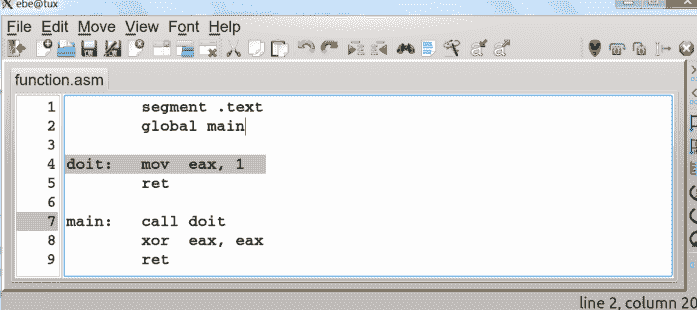 ebe@tux
File Edit Move View Font Help
function.asm
1 segment .text
2 global main
3
4 doit: mov eax, 1
5 ret
6
7 main: call doit
8 xor eax, eax
9 ret
line 2, column 20